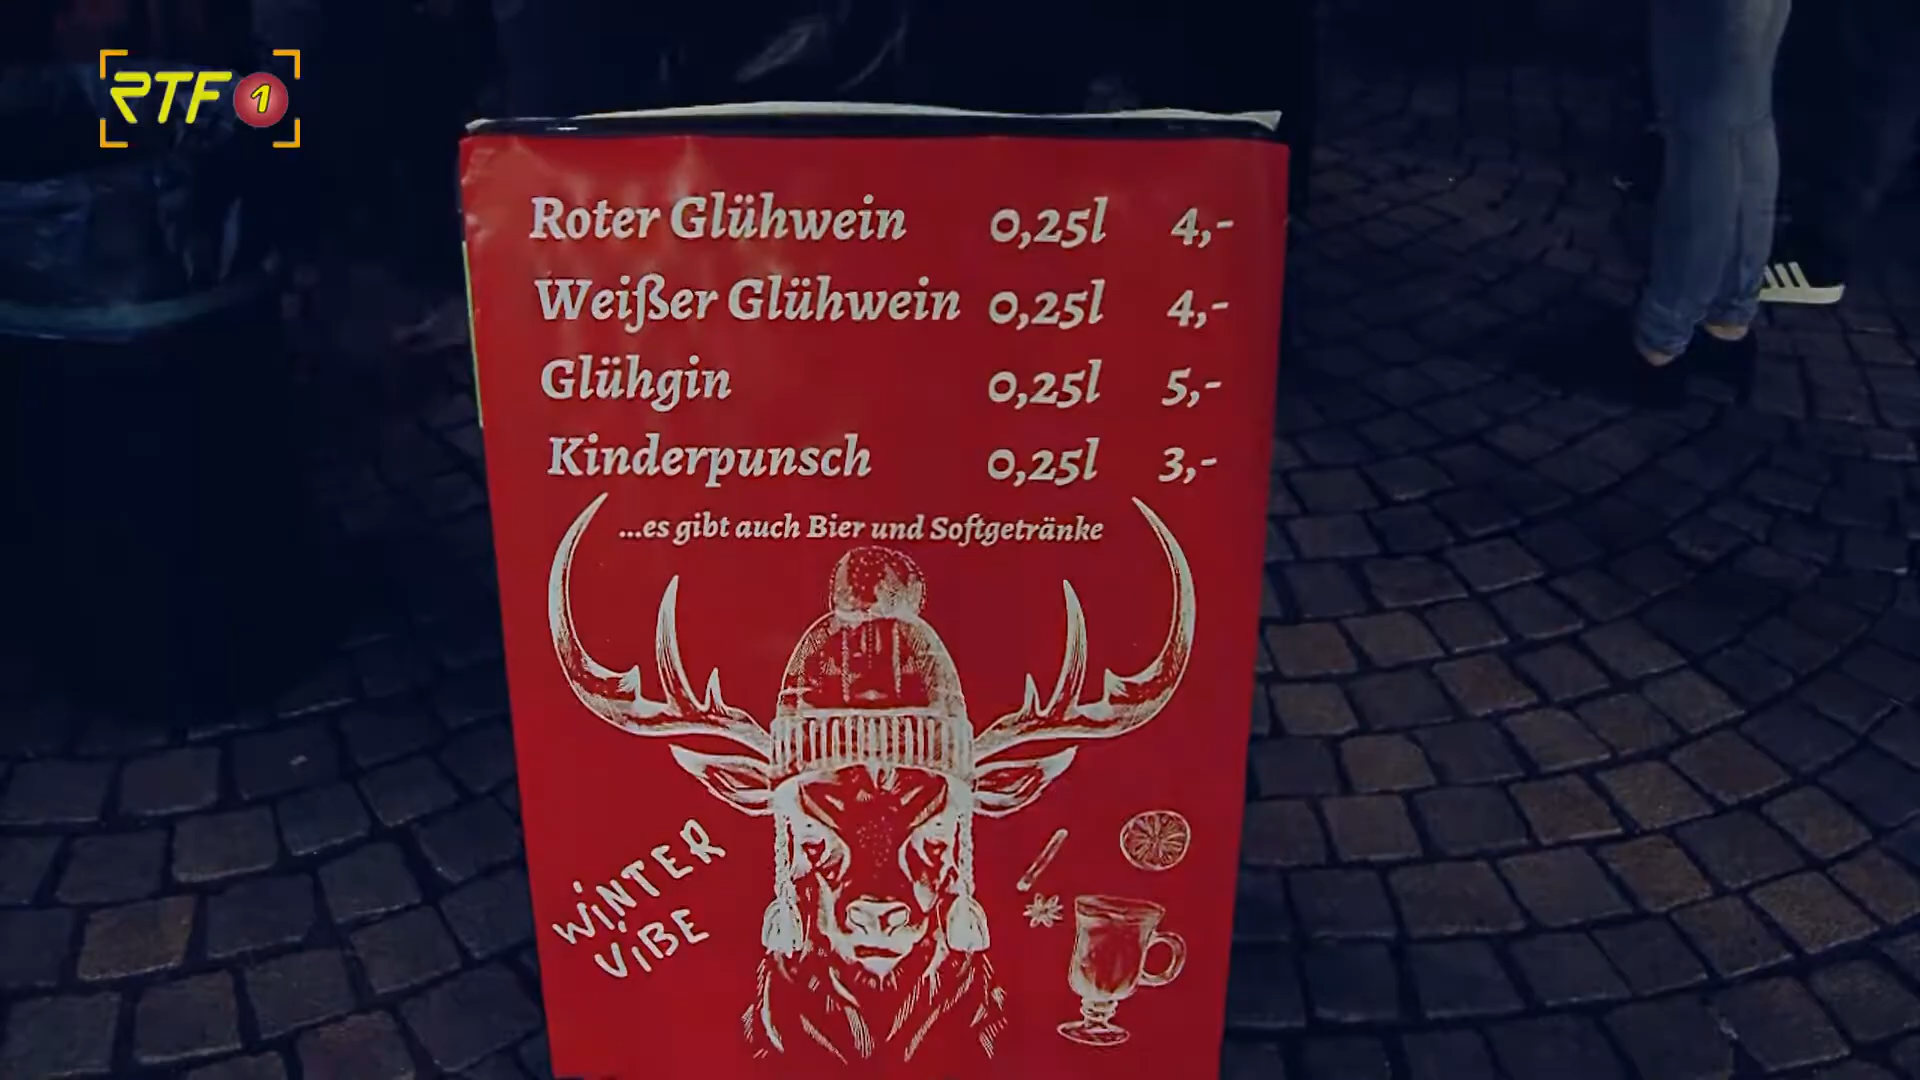 RTF 1
Roter Glühwein 0,25l 4,-
Weißer Glühwein 0,25l 4,-
Glühgin 0,25l 5,-
Kinderpunsch 0,25l 3,-
...es gibt auch Bier und Softgetränke
WiNTER
ViBE